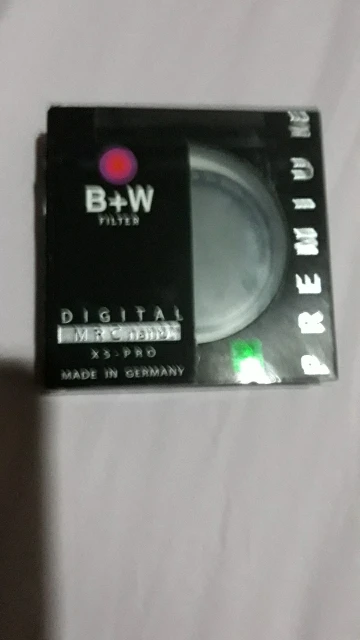 B+W
FILTER
DIGITAL
MRC nano
XS-PRO
MADE IN GERMANY
PREMIUM